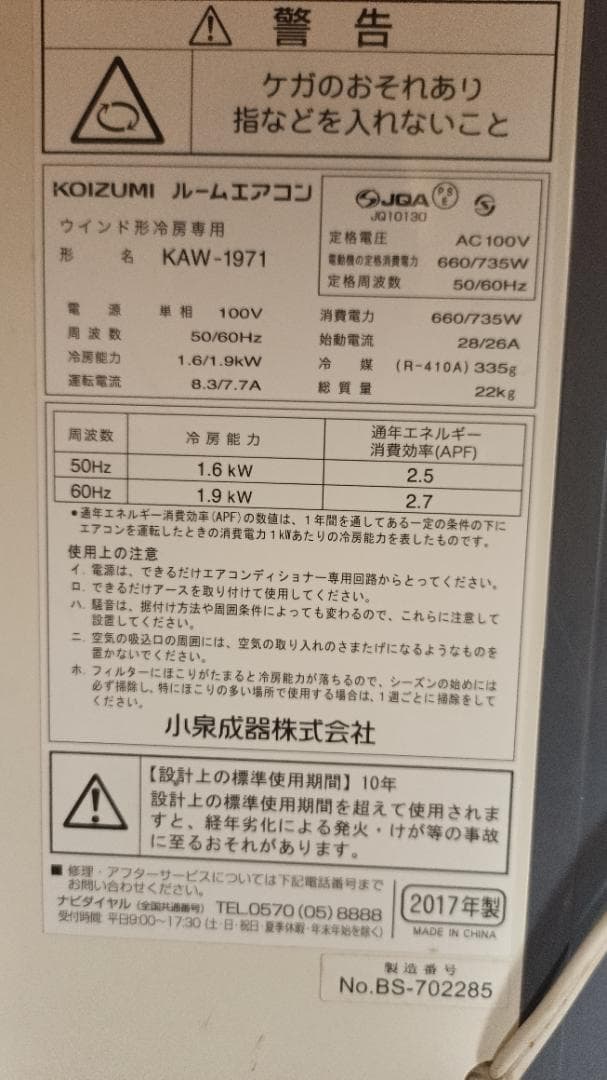 警告
ケガのおそれあり
指などを入れないこと
KOIZUMI ルームエアコン
ウインド形冷房専用
形名 KAW-1971
JQA PSE S
JQ10130
定格電圧 AC100V
電動機の定格消費電力 660/735W
定格周波数 50/60Hz
電源 単相 100V
周波数 50/60Hz
冷房能力 1.6/1.9kW
運転電流 8.3/7.7A
消費電力 660/735W
始動電流 28/26A
冷媒 (R-410A) 335g
総質量 22kg
周波数 冷房能力 通年エネルギー
消費効率(APF)
50Hz 1.6 kW 2.5
60Hz 1.9 kW 2.7
●通年エネルギー消費効率(APF)の数値は、1年間を通してある一定の条件の下に
エアコンを運転したときの消費電力1kWあたりの冷房能力を表したものです。
使用上の注意
イ. 電源は、できるだけエアコンディショナー専用回路からとってください。
ロ. できるだけアースを取り付けて使用してください。
ハ. 騒音は、据付け方法や周囲条件によっても変わるので、これらに注意して
設置してください。
ニ. 空気の吸込口の周囲には、空気の取り入れのさまたげになるようなものを
置かないでください。
ホ. フィルターにほこりがたまると冷房能力が落ちるので、シーズンの始めには
必ず掃除し、特にほこりの多い場所で使用する場合は、1週ごとに掃除をして
ください。
小泉成器株式会社
【設計上の標準使用期間】10年
設計上の標準使用期間を超えて使用されま
すと、経年劣化による発火・けが等の事故
に至るおそれがあります。
■ 修理・アフターサービスについては下記電話番号まで
お問い合わせください。
ナビダイヤル (全国共通番号) TEL0570(05)8888
受付時間 平日9:00〜17:30 (土・日・祝日・夏季休暇・年末年始を除く)
2017年製
MADE IN CHINA
製造番号
No.BS-702285